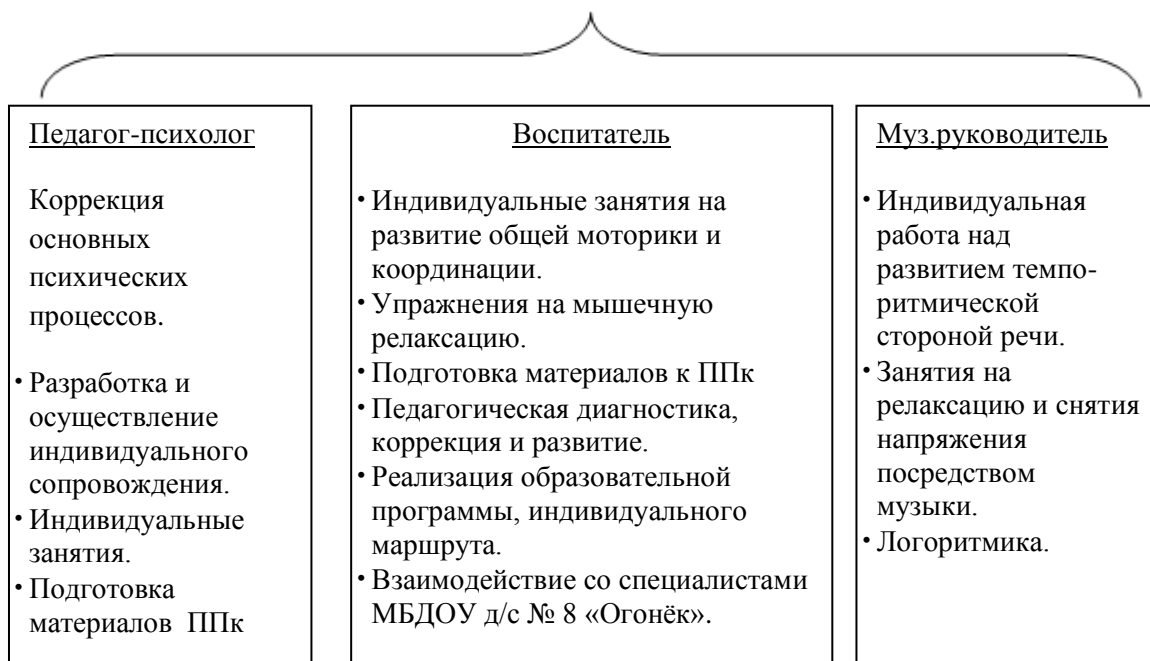 Педагог-психолог
Коррекция
основных
психических
процессов.
• Разработка и
осуществление
индивидуального
сопровождения.
• Индивидуальные
занятия.
• Подготовка
материалов ППк
Воспитатель
• Индивидуальные занятия на
развитие общей моторики и
координации.
• Упражнения на мышечную
релаксацию.
• Подготовка материалов к ППк
• Педагогическая диагностика,
коррекция и развитие.
• Реализация образовательной
программы, индивидуального
маршрута.
• Взаимодействие со специалистами
МБДОУ д/с № 8 «Огонёк».
Муз.руководитель
• Индивидуальная
работа над
развитием темпо-
ритмической
стороной речи.
• Занятия на
релаксацию и снятия
напряжения
посредством
музыки.
• Логоритмика.